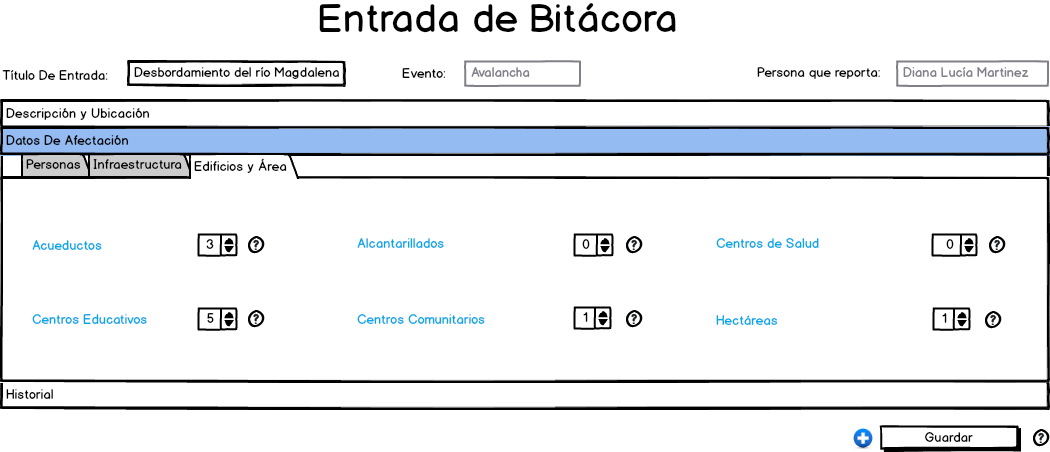 Entrada de Bitácora
Título De Entrada: Desbordamiento del río Magdalena Evento: Avalancha Persona que reporta: Diana Lucía Martinez
Descripción y Ubicación
Datos De Afectación
Personas Infraestructura Edificios y Área
Acueductos 3 ? Alcantarillados 0 ? Centros de Salud 0 ?
Centros Educativos 5 ? Centros Comunitarios 1 ? Hectáreas 1 ?
Historial
Guardar ?